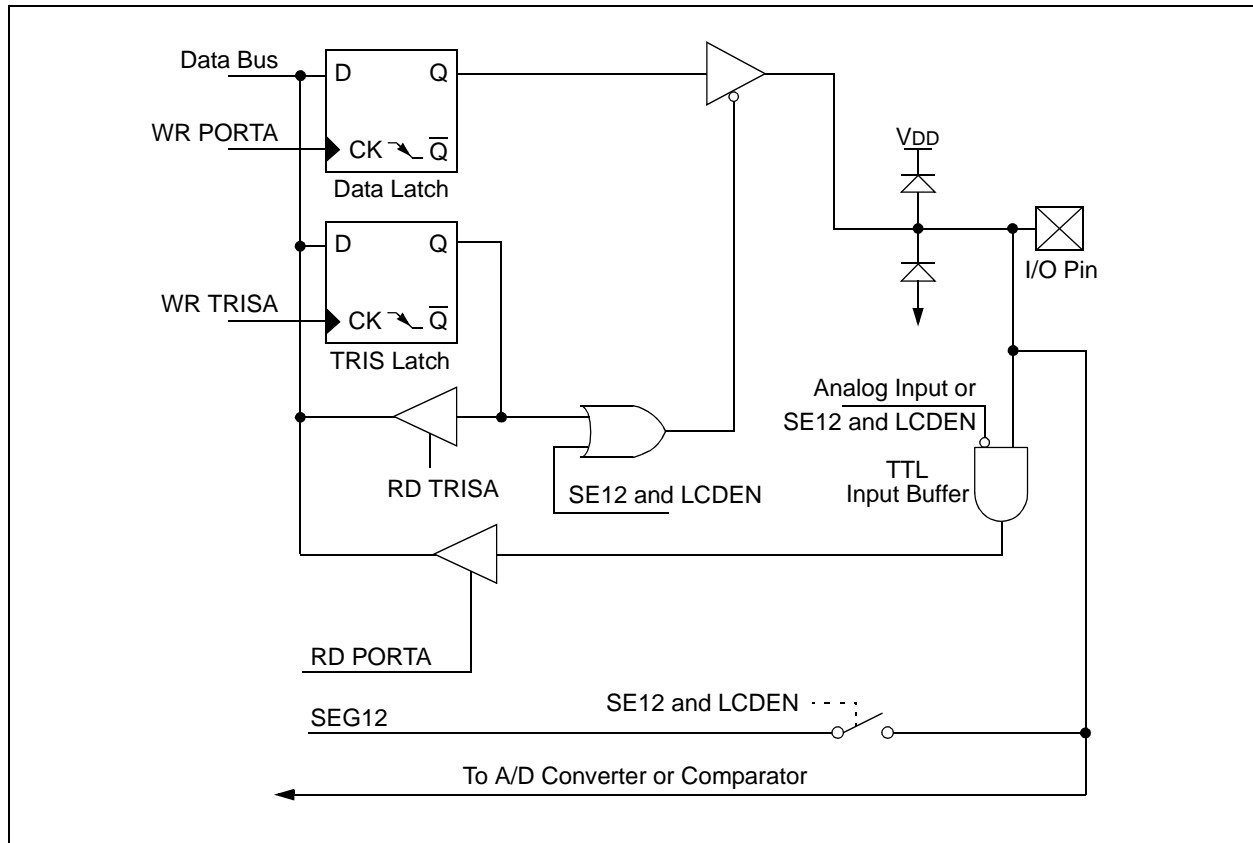 Data Bus
D Q
WR PORTA
CK Q̅
Data Latch
VDD
D Q
I/O Pin
WR TRISA
CK Q̅
TRIS Latch
Analog Input or
SE12 and LCDEN
TTL
Input Buffer
RD TRISA
SE12 and LCDEN
RD PORTA
SE12 and LCDEN
SEG12
To A/D Converter or Comparator